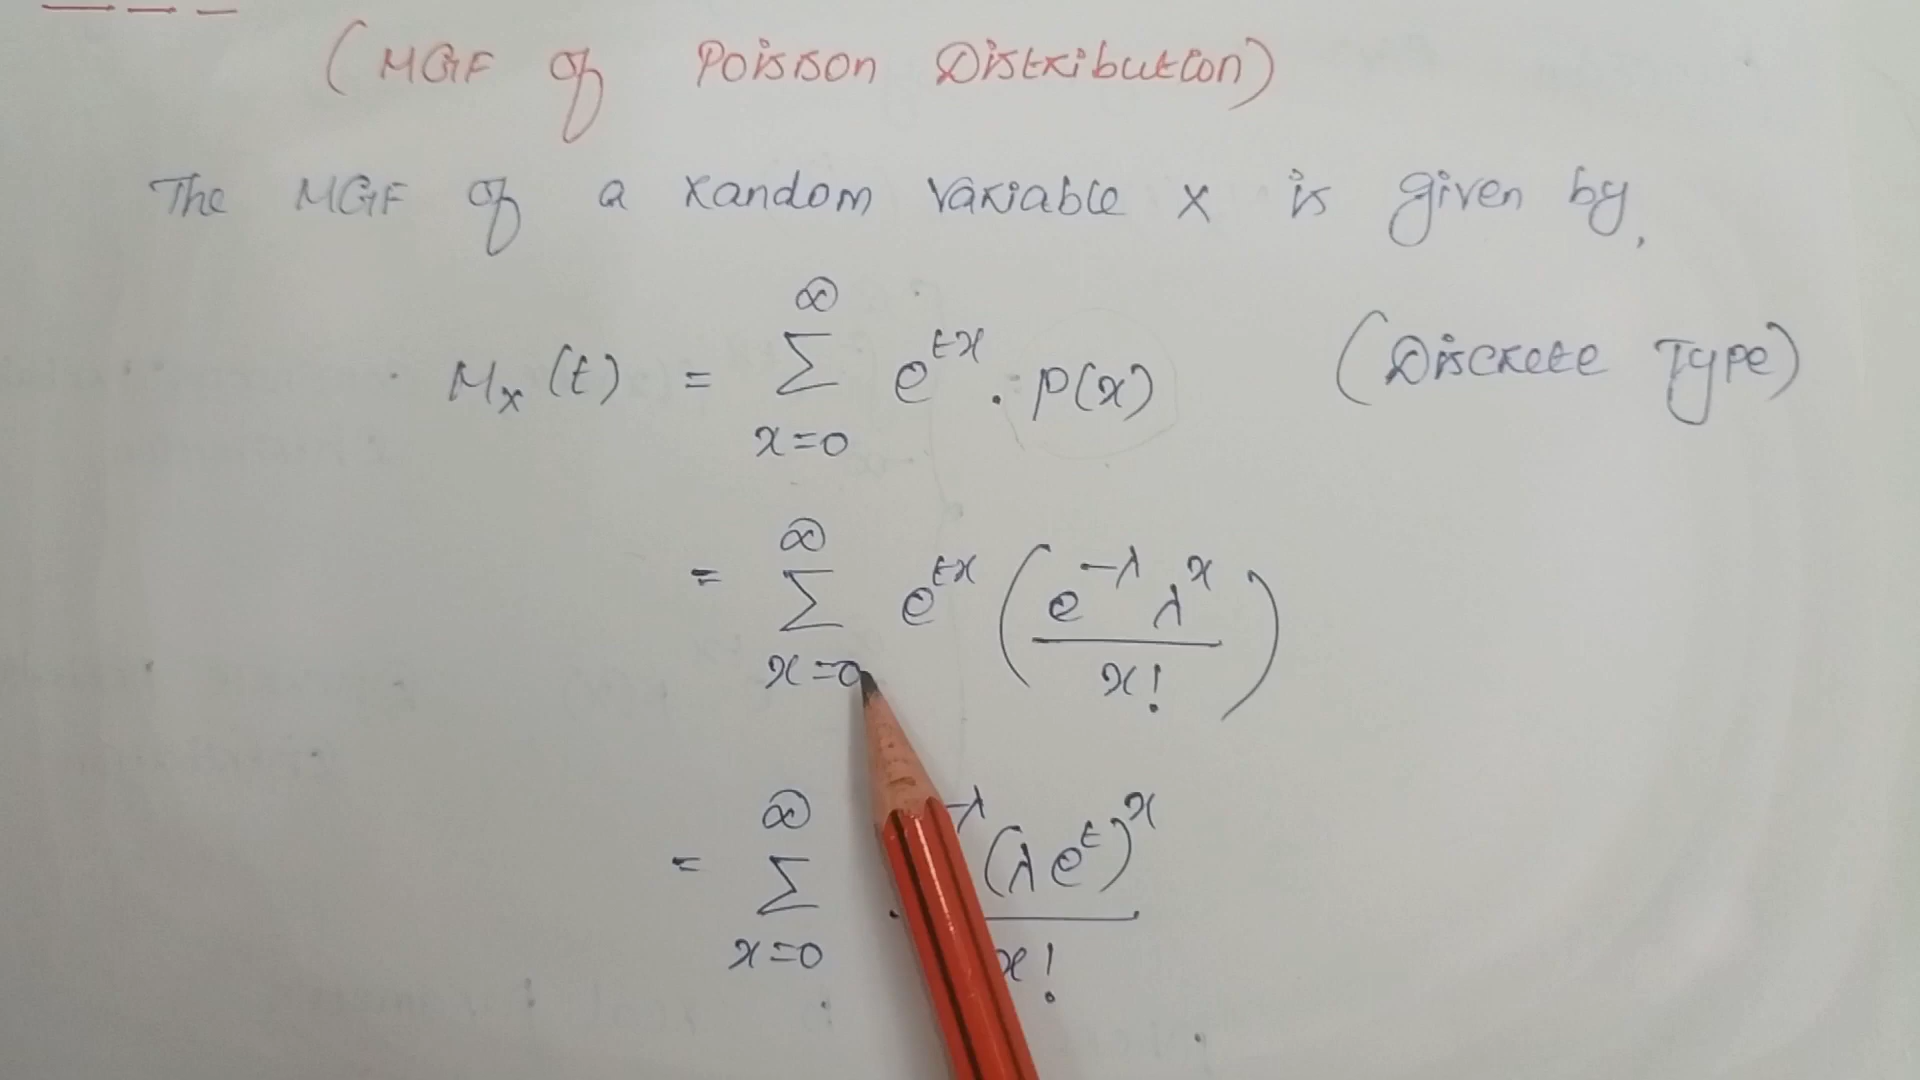 (MGF of Poisson Distribution)
The MGF of a random variable X is given by,
Mx(t) = ∞ Σ x=0 e^tx . P(x) (Discrete Type)
= ∞ Σ x=0 e^tx (e^-λ λ^x / x!)
= ∞ Σ x=0 -λ (λe^t)^x / x!